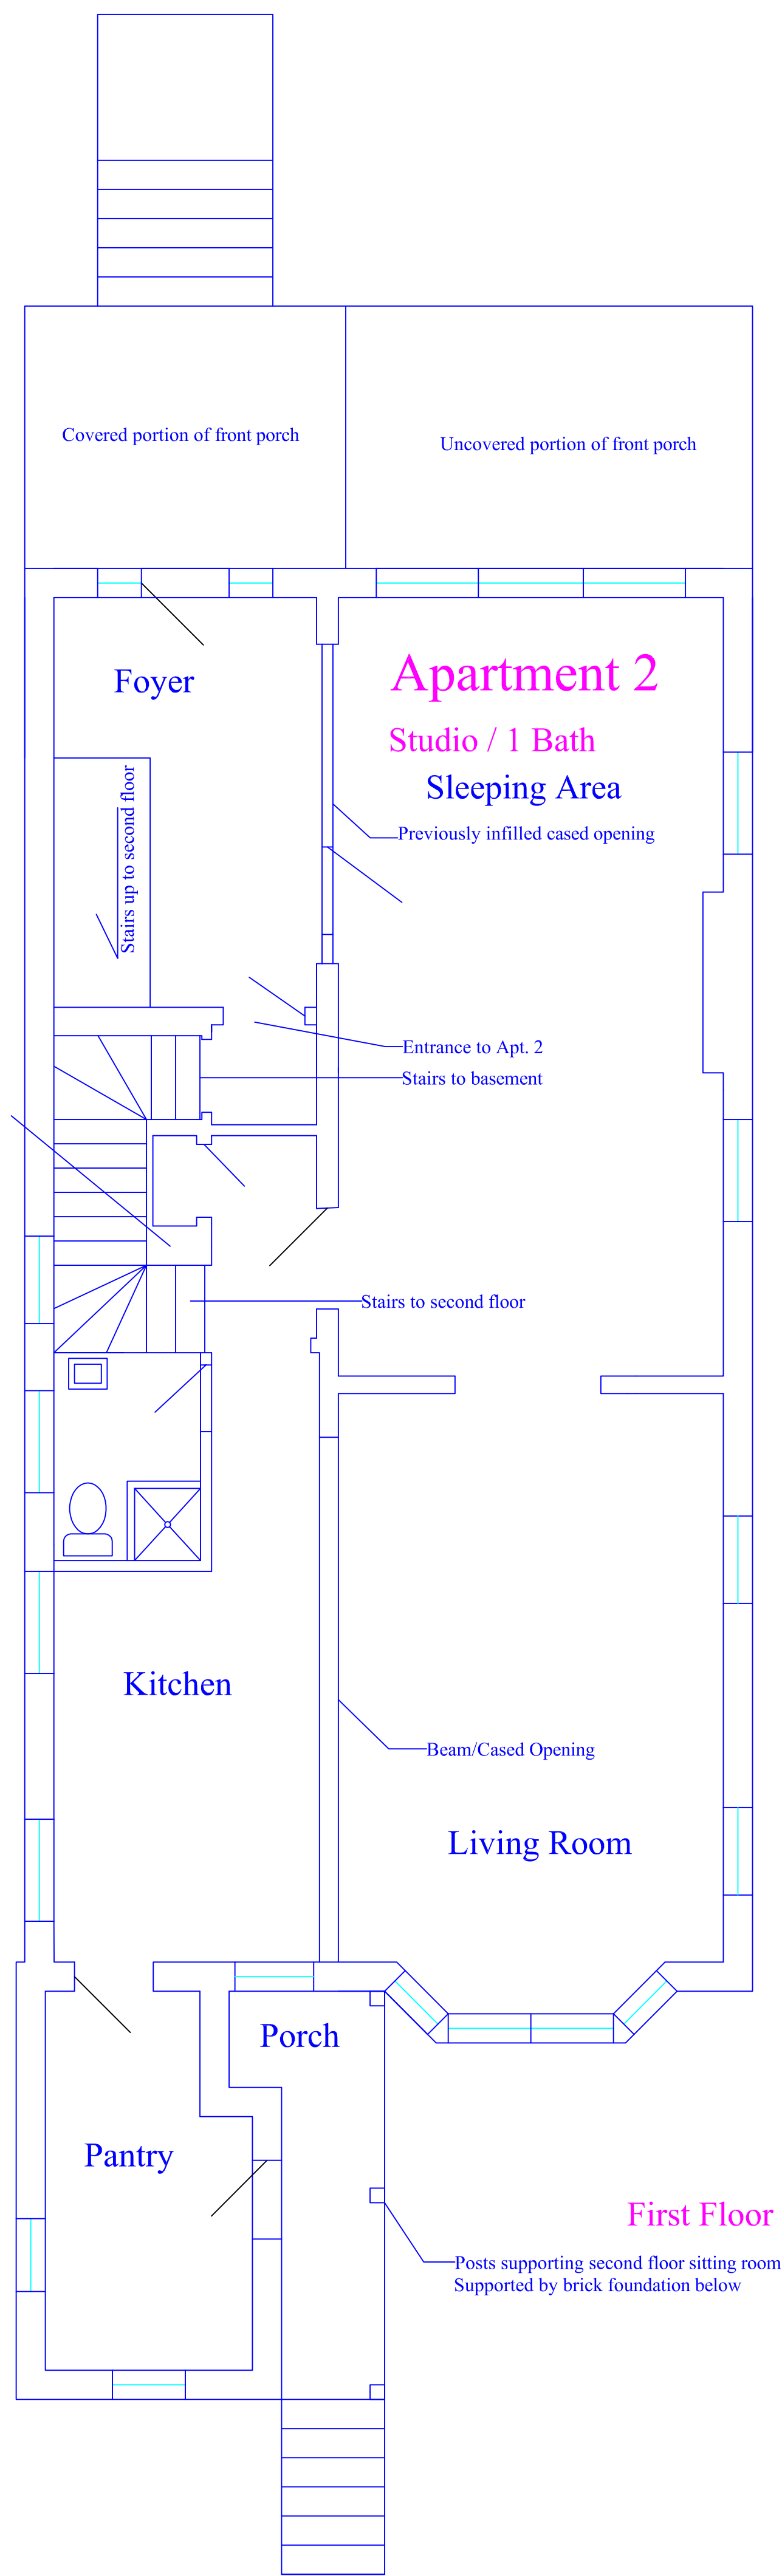 Covered portion of front porch
Uncovered portion of front porch
Foyer
Apartment 2
Studio / 1 Bath
Sleeping Area
Stairs up to second floor
Previously infilled cased opening
Entrance to Apt. 2
Stairs to basement
Stairs to second floor
Kitchen
Beam/Cased Opening
Living Room
Porch
Pantry
First Floor
Posts supporting second floor sitting room
Supported by brick foundation below